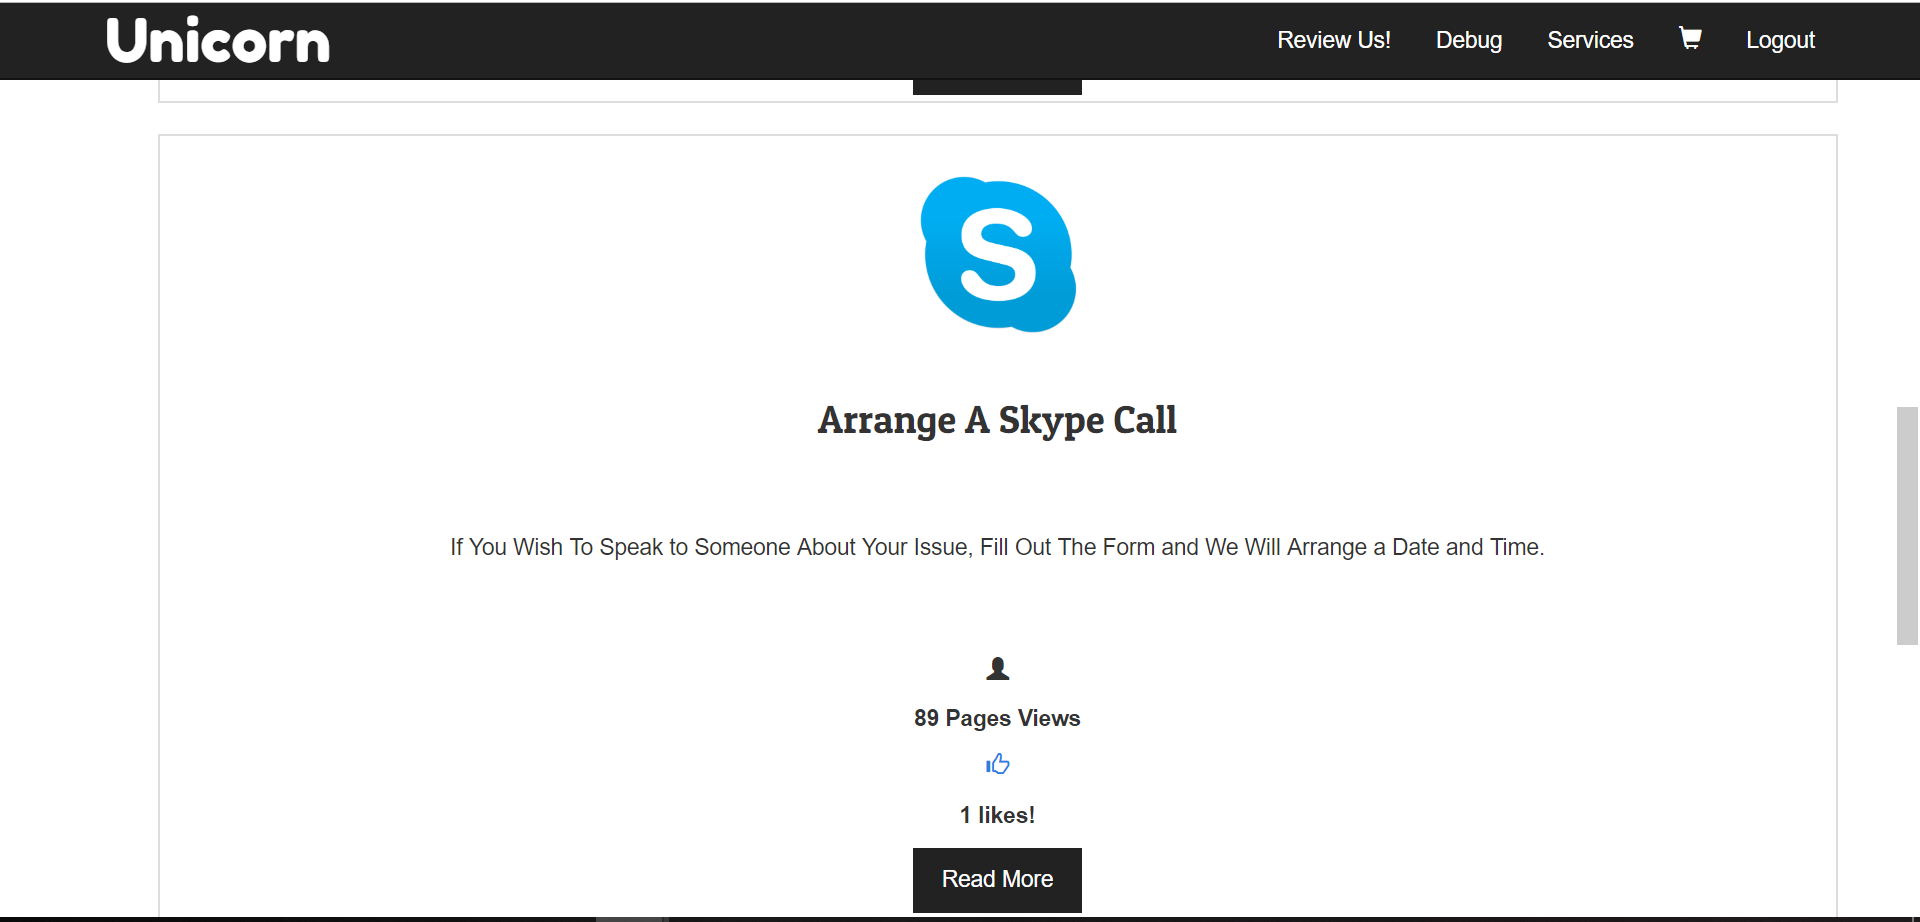 Unicorn
Review Us! Debug Services Logout
S
Arrange A Skype Call
If You Wish To Speak to Someone About Your Issue, Fill Out The Form and We Will Arrange a Date and Time.
89 Pages Views
1 likes!
Read More